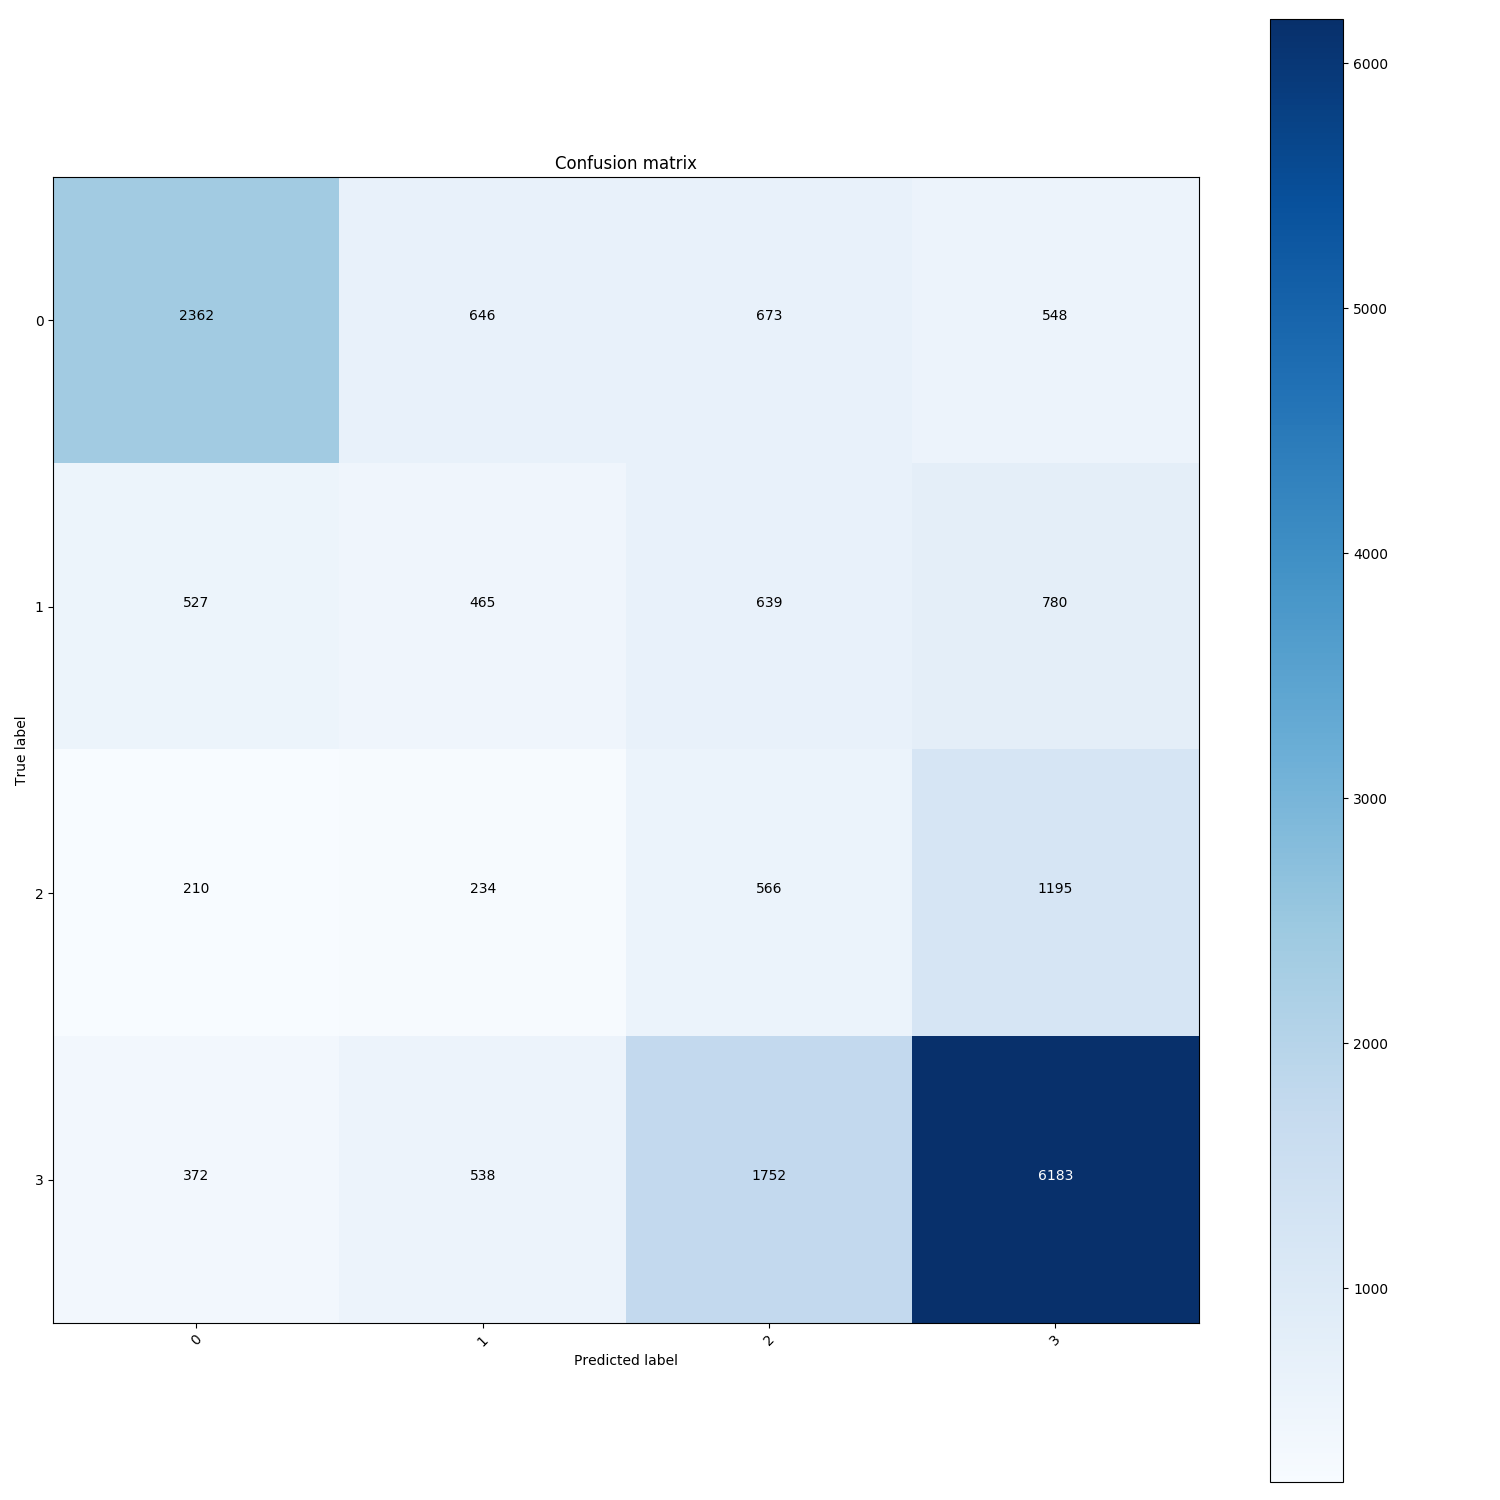 Confusion matrix
True label
0
2362 646 673 548
1
527 465 639 780
2
210 234 566 1195
3
372 538 1752 6183
0 1 2 3
Predicted label
6000
5000
4000
3000
2000
1000